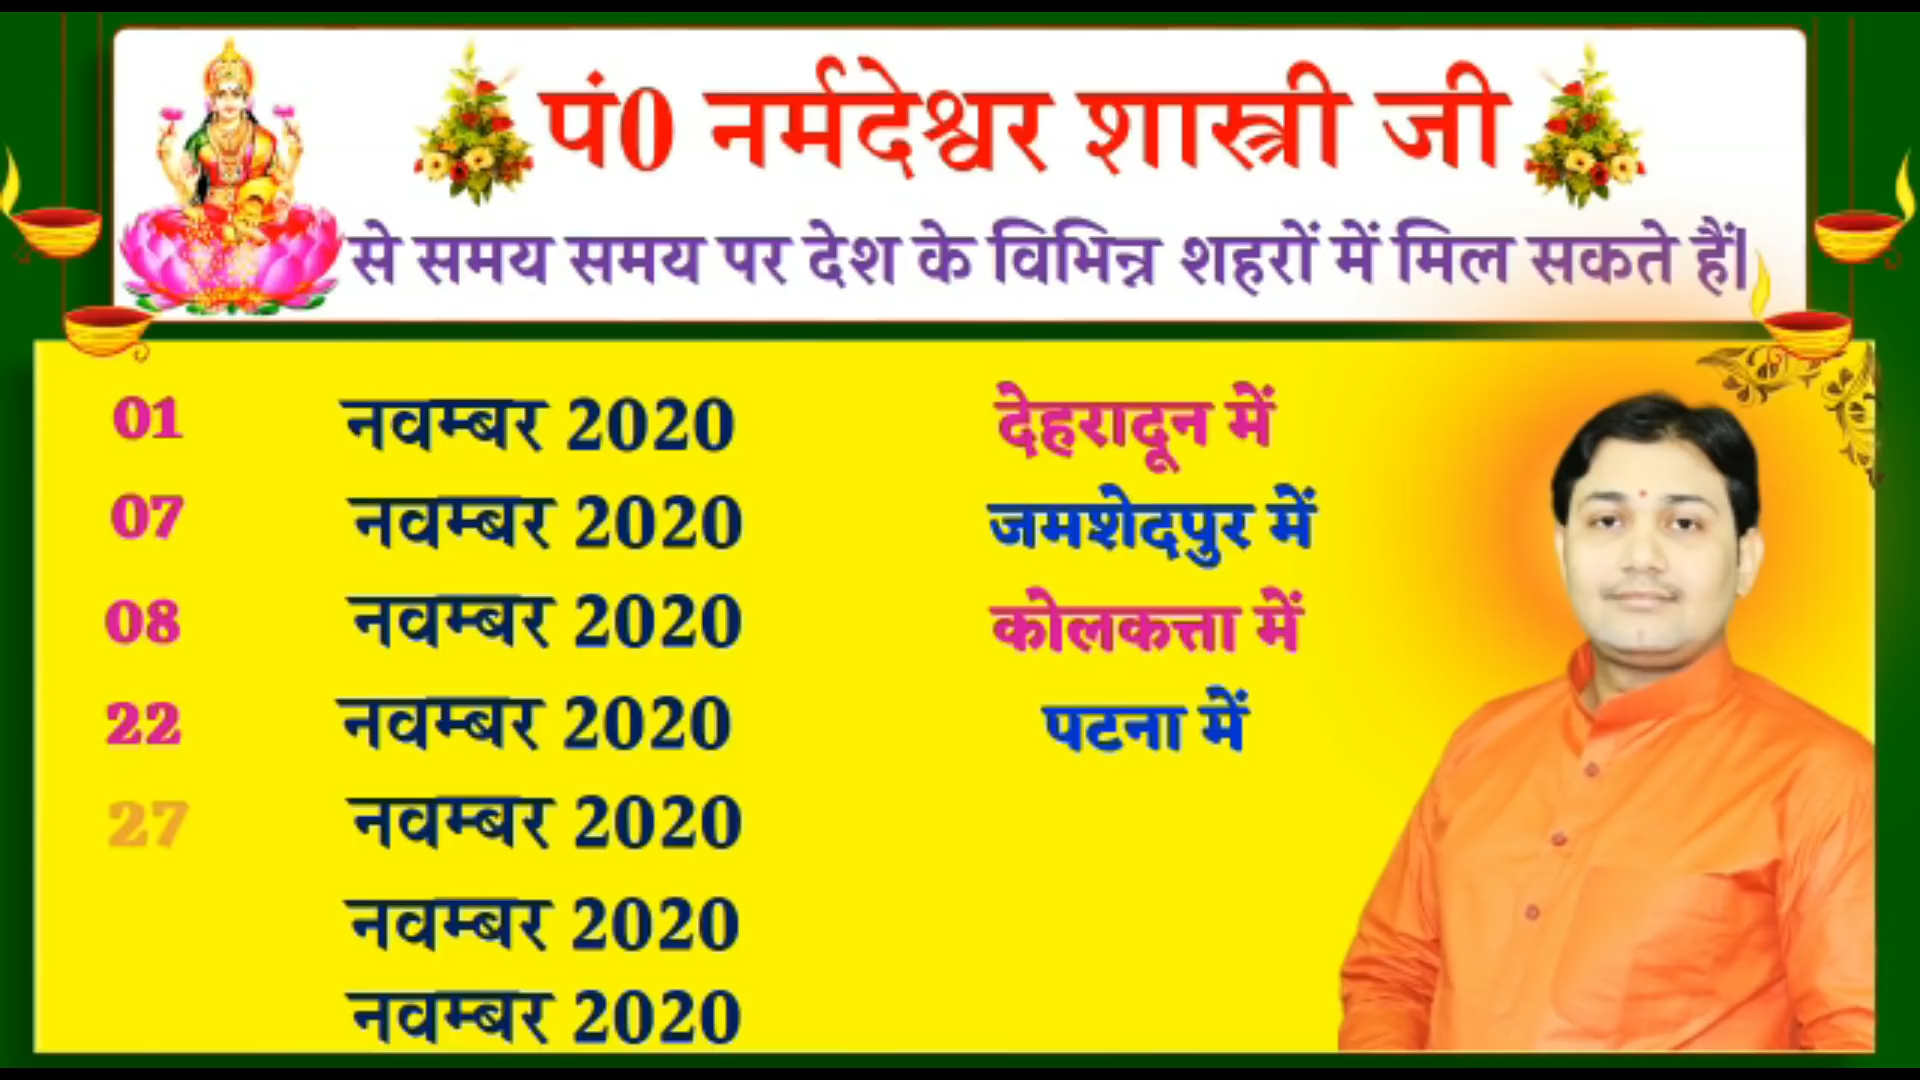 पं0 नर्मदेश्वर शास्त्री जी
से समय समय पर देश के विभिन्न शहरों में मिल सकते हैं|
01 नवम्बर 2020 देहरादून में
07 नवम्बर 2020 जमशेदपुर में
08 नवम्बर 2020 कोलकत्ता में
22 नवम्बर 2020 पटना में
27 नवम्बर 2020
नवम्बर 2020
नवम्बर 2020